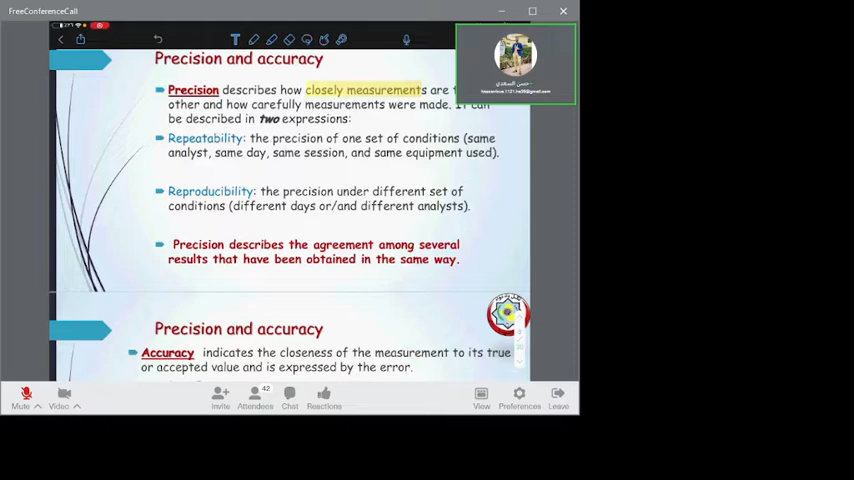 FreeConferenceCall
Precision and accuracy
Precision describes how closely measurements are
other and how carefully measurements were made. It can
be described in two expressions:
Repeatability: the precision of one set of conditions (same
analyst, same day, same session, and same equipment used).
Reproducibility: the precision under different set of
conditions (different days or/and different analysts).
Precision describes the agreement among several
results that have been obtained in the same way.
حسن السعدي -
Precision and accuracy
Accuracy indicates the closeness of the measurement to its true
or accepted value and is expressed by the error.
42
Mute Video Invite Attendees Chat Reactions View Preferences Leave